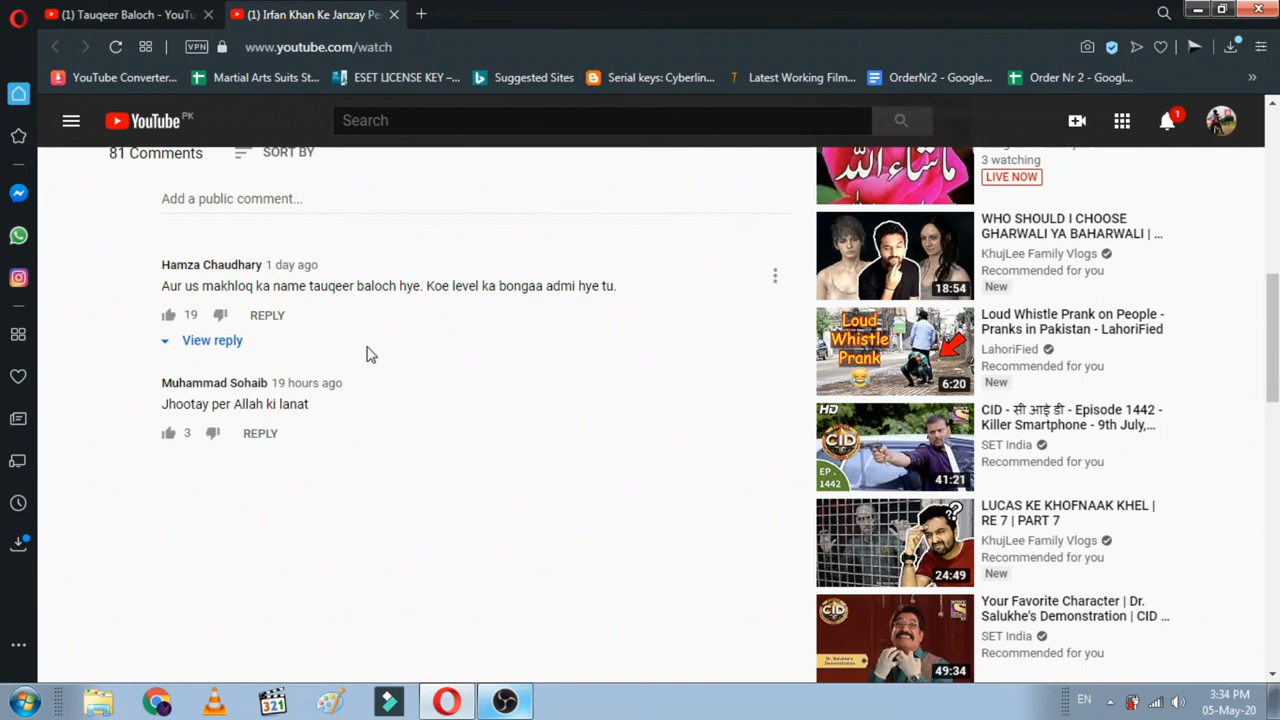 (1) Tauqeer Baloch - YouTu
(1) Irfan Khan Ke Janzay Pe
VPN
www.youtube.com/watch
YouTube Converter...
Martial Arts Suits St...
ESET LICENSE KEY –...
Suggested Sites
Serial keys: Cyberlin...
Latest Working Film...
OrderNr2 - Google...
Order Nr 2 - Googl...
YouTube PK
Search
1
81 Comments
SORT BY
Add a public comment...
Hamza Chaudhary 1 day ago
Aur us makhloq ka name tauqeer baloch hye. Koe level ka bongaa admi hye tu.
19
REPLY
View reply
Muhammad Sohaib 19 hours ago
Jhootay per Allah ki lanat
3
REPLY
ماشاء الله
3 watching
LIVE NOW
18:54
WHO SHOULD I CHOOSE
GHARWALI YA BAHARWALI | ...
KhujLee Family Vlogs
Recommended for you
New
Loud
Whistle
Prank
6:20
Loud Whistle Prank on People -
Pranks in Pakistan - LahoriFied
LahoriFied
Recommended for you
New
HD
CID
EP .
1442
41:21
CID - सी आई डी - Episode 1442 -
Killer Smartphone - 9th July,...
SET India
Recommended for you
24:49
LUCAS KE KHOFNAAK KHEL |
RE 7 | PART 7
KhujLee Family Vlogs
Recommended for you
New
CID
Dr. Salukhe's
Demonstration
49:34
Your Favorite Character | Dr.
Salukhe's Demonstration | CID ...
SET India
Recommended for you
321
EN
3:34 PM
05-May-20